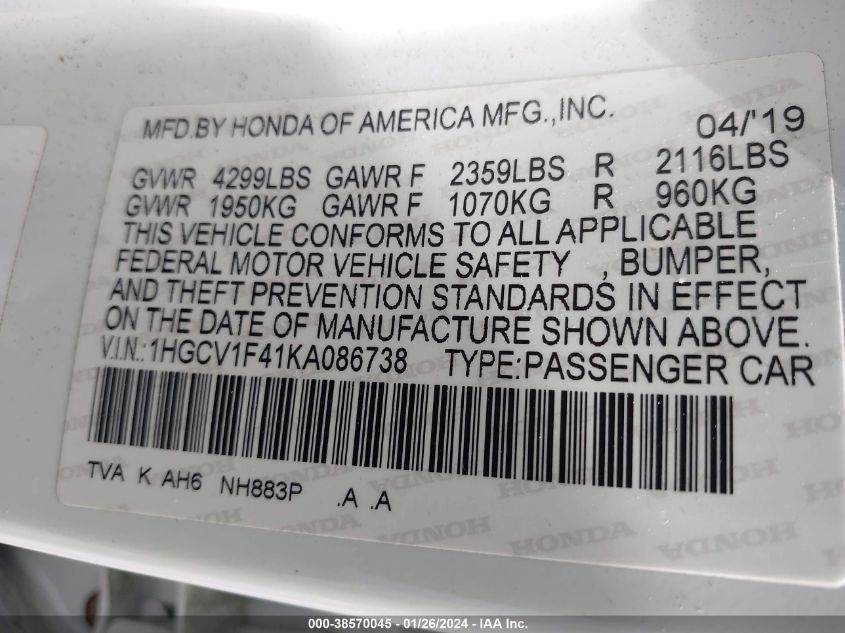 MFD.BY HONDA OF AMERICA MFG.,INC. 04/'19
GVWR 4299LBS GAWR F 2359LBS R 2116LBS
GVWR 1950KG GAWR F 1070KG R 960KG
THIS VEHICLE CONFORMS TO ALL APPLICABLE
FEDERAL MOTOR VEHICLE SAFETY , BUMPER,
AND THEFT PREVENTION STANDARDS IN EFFECT
ON THE DATE OF MANUFACTURE SHOWN ABOVE.
V.I.N.:1HGCV1F41KA086738 TYPE:PASSENGER CAR
TVA K AH6 NH883P .A .A
HONDA HONDA HONDA
000-38570045 - 01/26/2024 - IAA Inc.